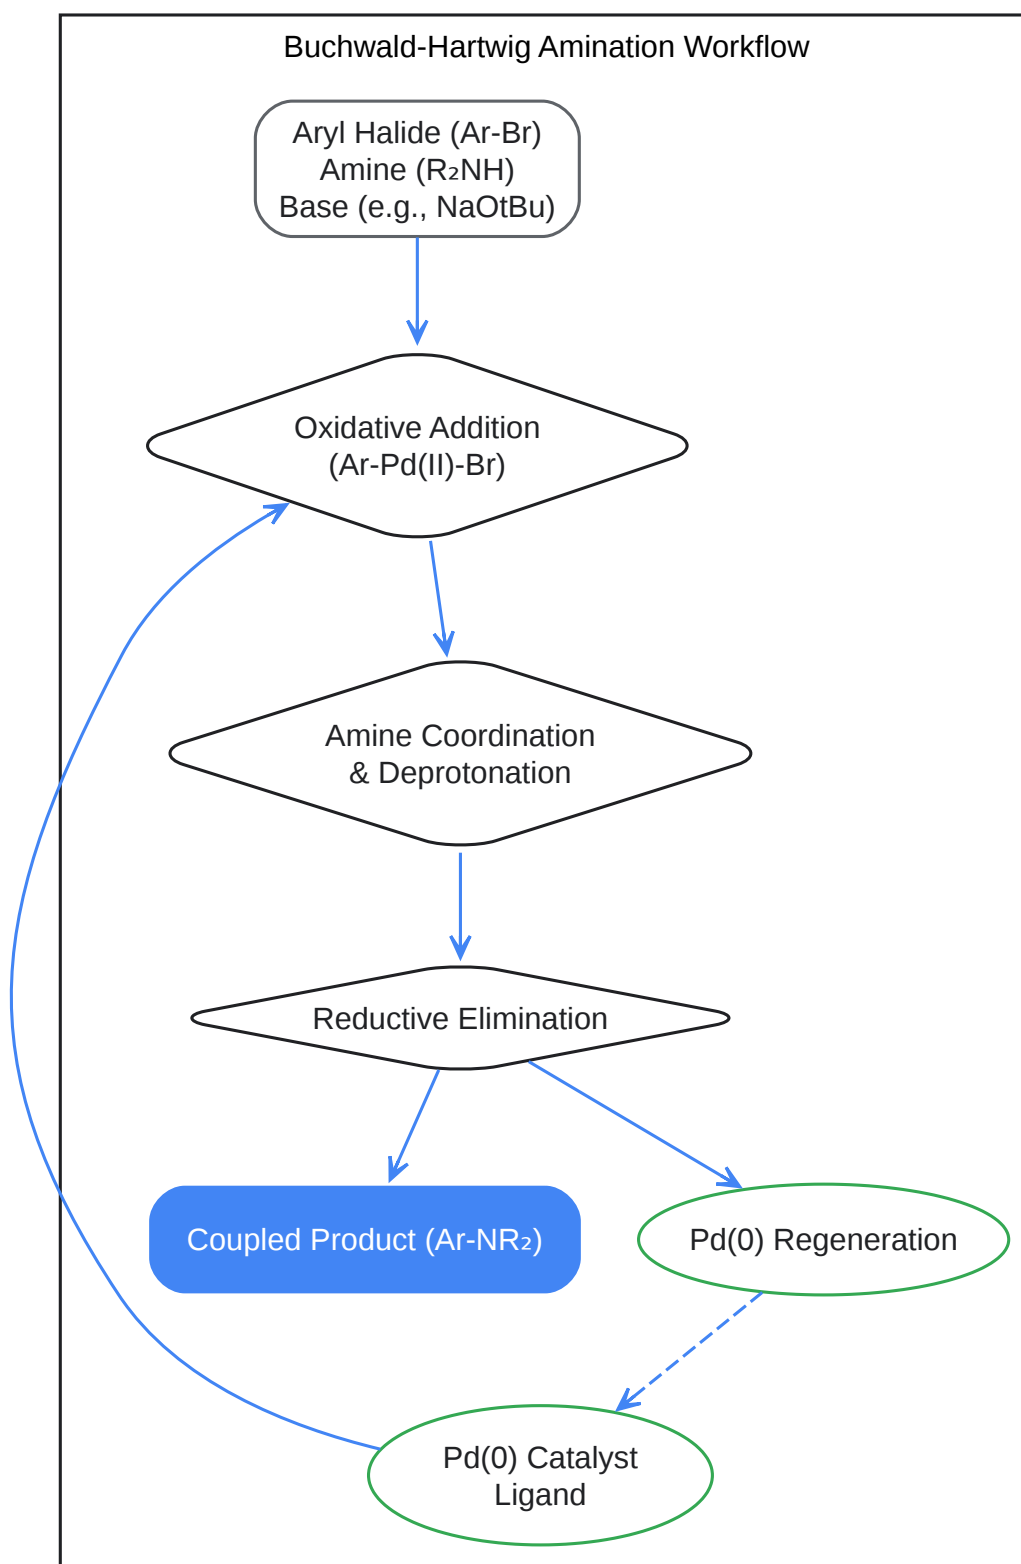 Buchwald-Hartwig Amination Workflow
Aryl Halide (Ar-Br)
Amine (R₂NH)
Base (e.g., NaOtBu)
Oxidative Addition
(Ar-Pd(II)-Br)
Amine Coordination
& Deprotonation
Reductive Elimination
Coupled Product (Ar-NR₂)
Pd(0) Regeneration
Pd(0) Catalyst
Ligand